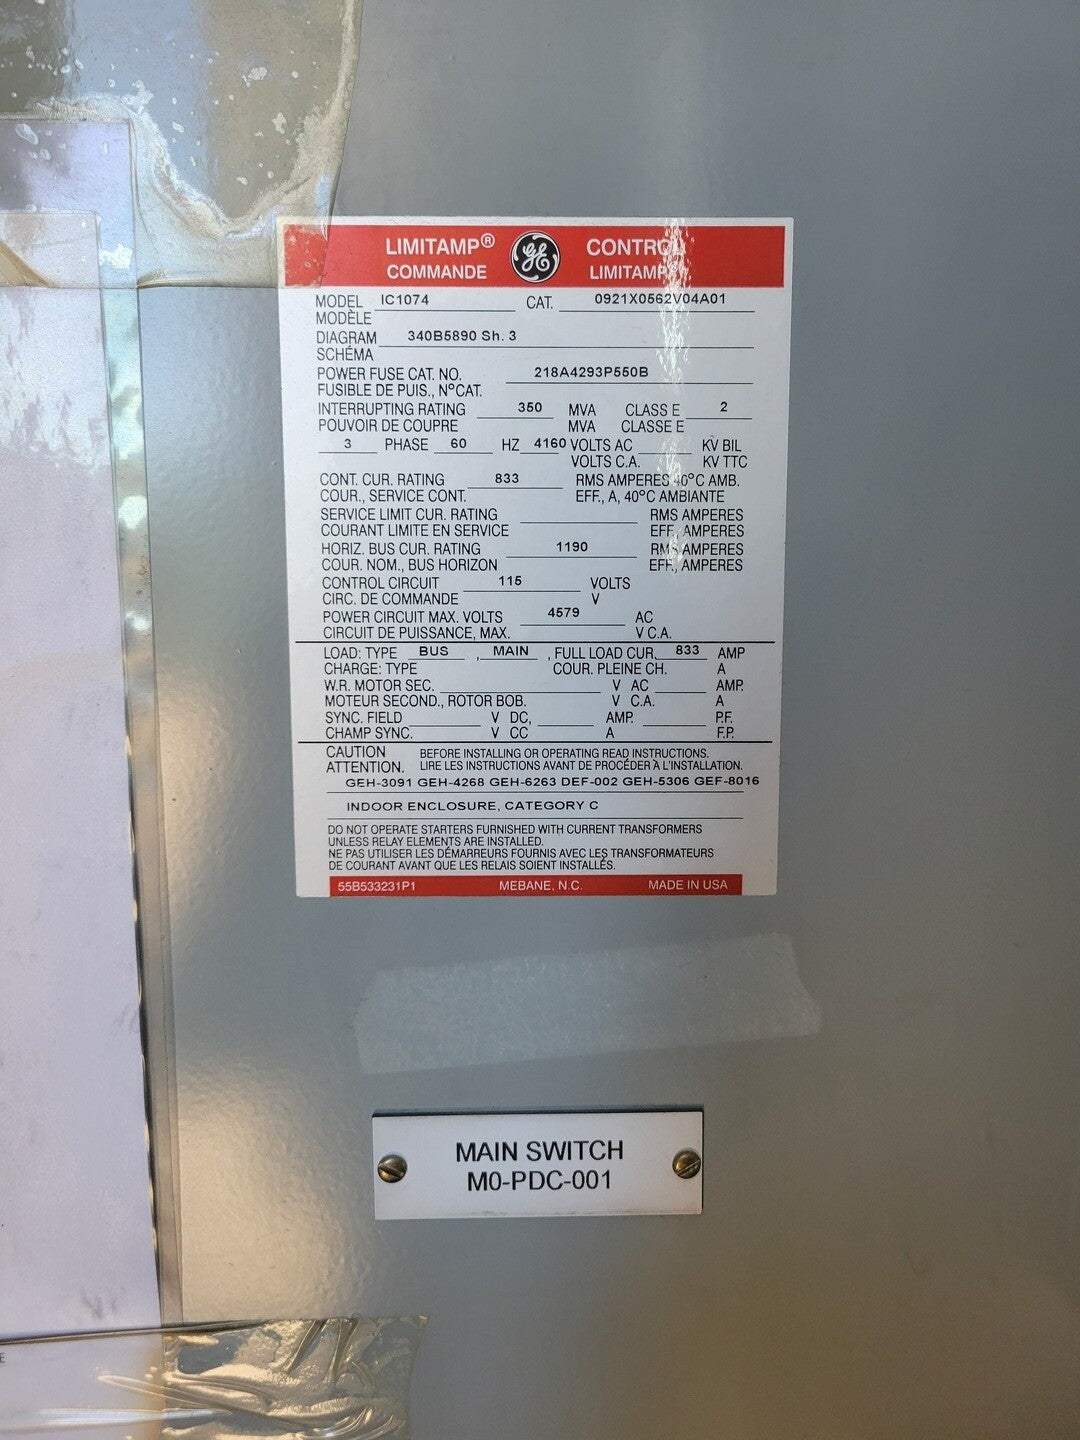 LIMITAMP® GE CONTROL
COMMANDE LIMITAMP®
MODEL IC1074 CAT. 0921X0562V04A01
MODÈLE
DIAGRAM 340B5890 Sh. 3
SCHÉMA
POWER FUSE CAT. NO. 218A4293P550B
FUSIBLE DE PUIS., NºCAT.
INTERRUPTING RATING 350 MVA CLASS E 2
POUVOIR DE COUPRE MVA CLASSE E
3 PHASE 60 HZ 4160 VOLTS AC KV BIL
VOLTS C.A. KV TTC
CONT. CUR. RATING 833 RMS AMPERES 40°C AMB.
COUR., SERVICE CONT. EFF., A, 40°C AMBIANTE
SERVICE LIMIT CUR. RATING RMS AMPERES
COURANT LIMITE EN SERVICE EFF., AMPERES
HORIZ. BUS CUR. RATING 1190 RMS AMPERES
COUR. NOM., BUS HORIZON EFF., AMPERES
CONTROL CIRCUIT 115 VOLTS
CIRC. DE COMMANDE V
POWER CIRCUIT MAX. VOLTS 4579 AC
CIRCUIT DE PUISSANCE, MAX. V C.A.
LOAD: TYPE BUS , MAIN , FULL LOAD CUR. 833 AMP
CHARGE: TYPE COUR. PLEINE CH. A
W.R. MOTOR SEC. V AC AMP.
MOTEUR SECOND., ROTOR BOB. V C.A. A
SYNC. FIELD V DC, AMP. P.F.
CHAMP SYNC. V CC A F.P.
CAUTION BEFORE INSTALLING OR OPERATING READ INSTRUCTIONS.
ATTENTION. LIRE LES INSTRUCTIONS AVANT DE PROCÉDER À L'INSTALLATION.
GEH-3091 GEH-4268 GEH-6263 DEF-002 GEH-5306 GEF-8016
INDOOR ENCLOSURE, CATEGORY C
DO NOT OPERATE STARTERS FURNISHED WITH CURRENT TRANSFORMERS
UNLESS RELAY ELEMENTS ARE INSTALLED.
NE PAS UTILISER LES DÉMARREURS FOURNIS AVEC LES TRANSFORMATEURS
DE COURANT AVANT QUE LES RELAIS SOIENT INSTALLÉS.
55B533231P1 MEBANE, N.C. MADE IN USA
MAIN SWITCH
M0-PDC-001
E